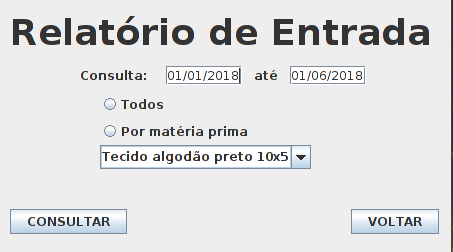 Relatório de Entrada
Consulta: 01/01/2018 até 01/06/2018
Todos
Por matéria prima
Tecido algodão preto 10x5
CONSULTAR VOLTAR